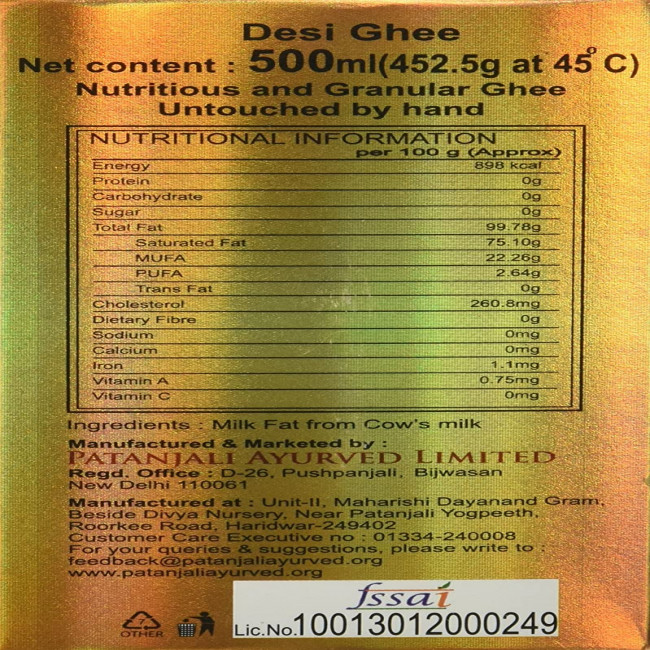 Desi Ghee
Net content : 500ml(452.5g at 45°C)
Nutritious and Granular Ghee
Untouched by hand
NUTRITIONAL INFORMATION
per 100 g (Approx)
Energy 898 kcal
Protein 0g
Carbohydrate 0g
Sugar 0g
Total Fat 99.78g
Saturated Fat 75.10g
MUFA 22.26g
PUFA 2.64g
Trans Fat 0g
Cholesterol 260.8mg
Dietary Fibre 0g
Sodium 0mg
Calcium 0mg
Iron 1.1mg
Vitamin A 0.75mg
Vitamin C 0mg
Ingredients : Milk Fat from Cow's milk
Manufactured & Marketed by :
PATANJALI AYURVED LIMITED
Regd. Office : D-26, Pushpanjali, Bijwasan
New Delhi 110061
Manufactured at : Unit-II, Maharishi Dayanand Gram,
Beside Divya Nursery, Near Patanjali Yogpeeth,
Roorkee Road, Haridwar-249402
Customer Care Executive no : 01334-240008
For your queries & suggestions, please write to :
feedback@patanjaliayurved.org
www.patanjaliayurved.org
7
OTHER
fssai
Lic.No.10013012000249